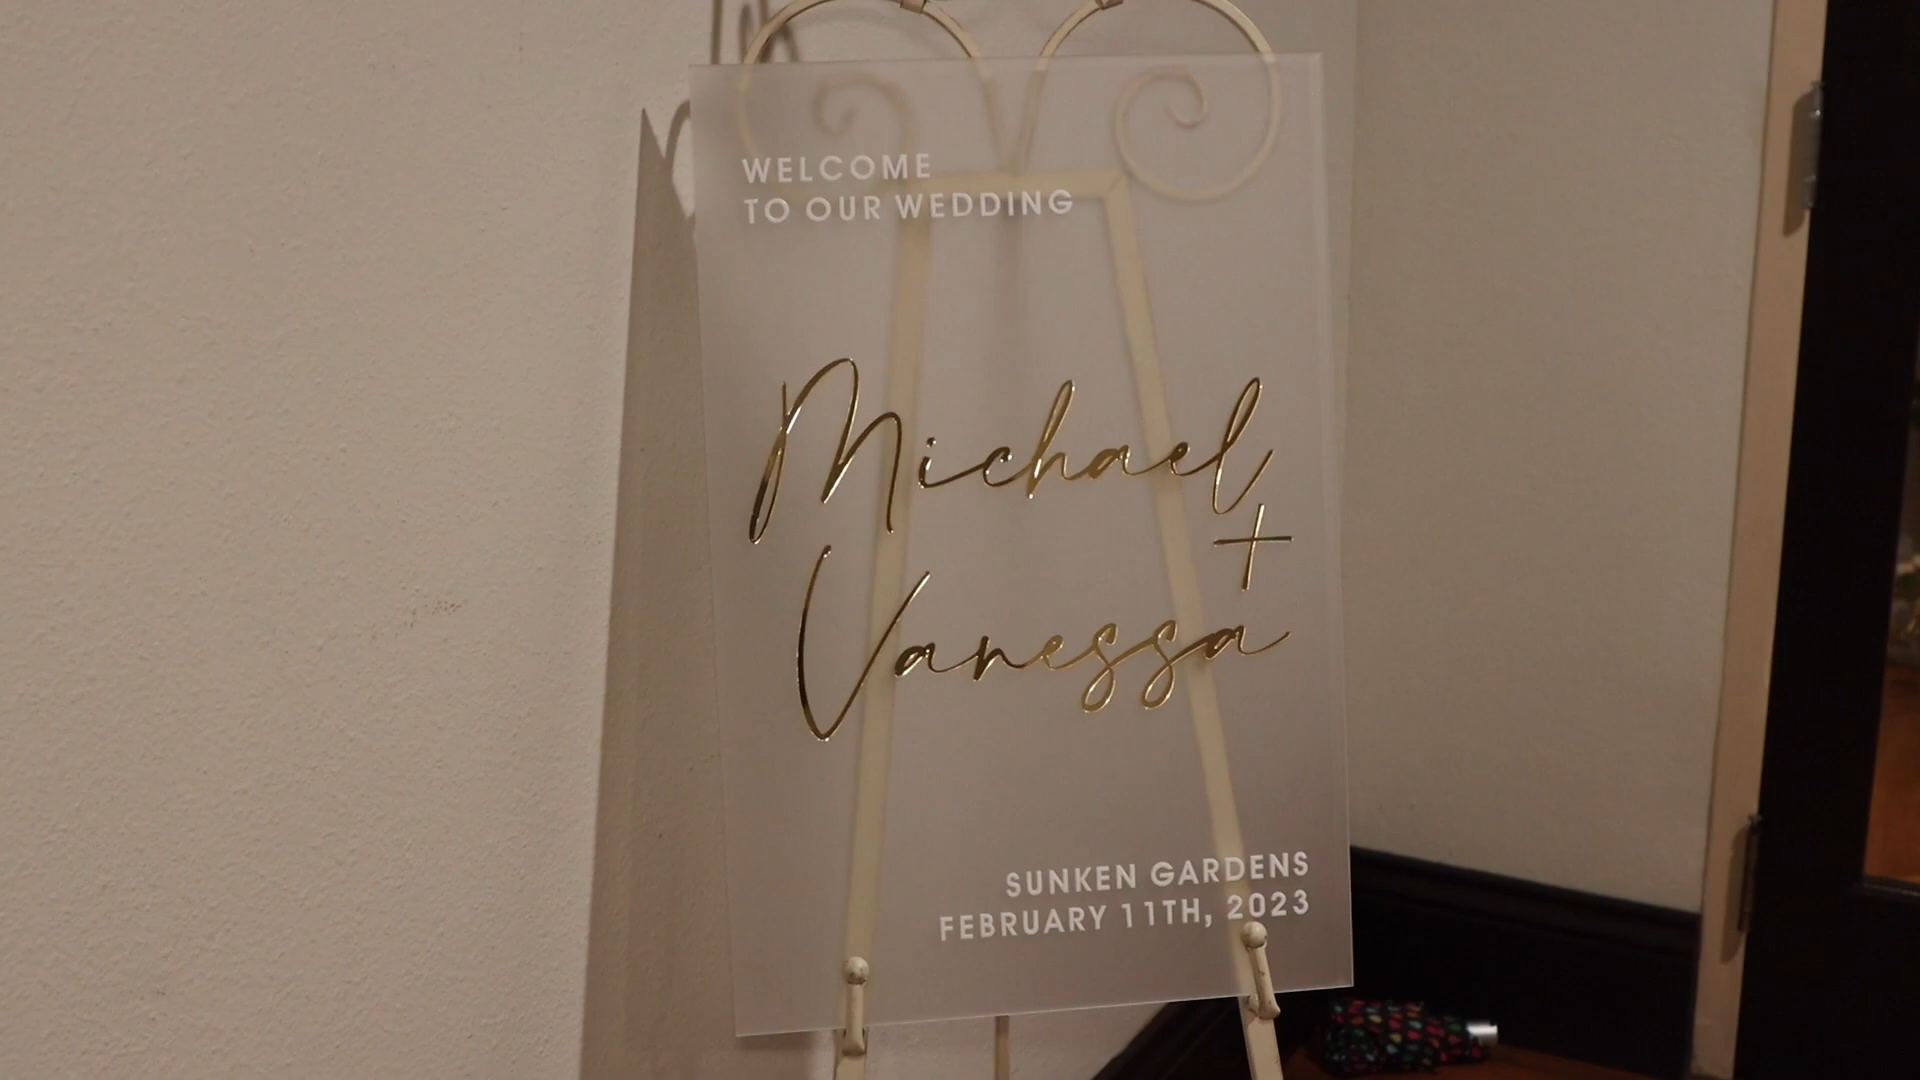 WELCOME
TO OUR WEDDING
Michael
+
Vanessa
SUNKEN GARDENS
FEBRUARY 11TH, 2023